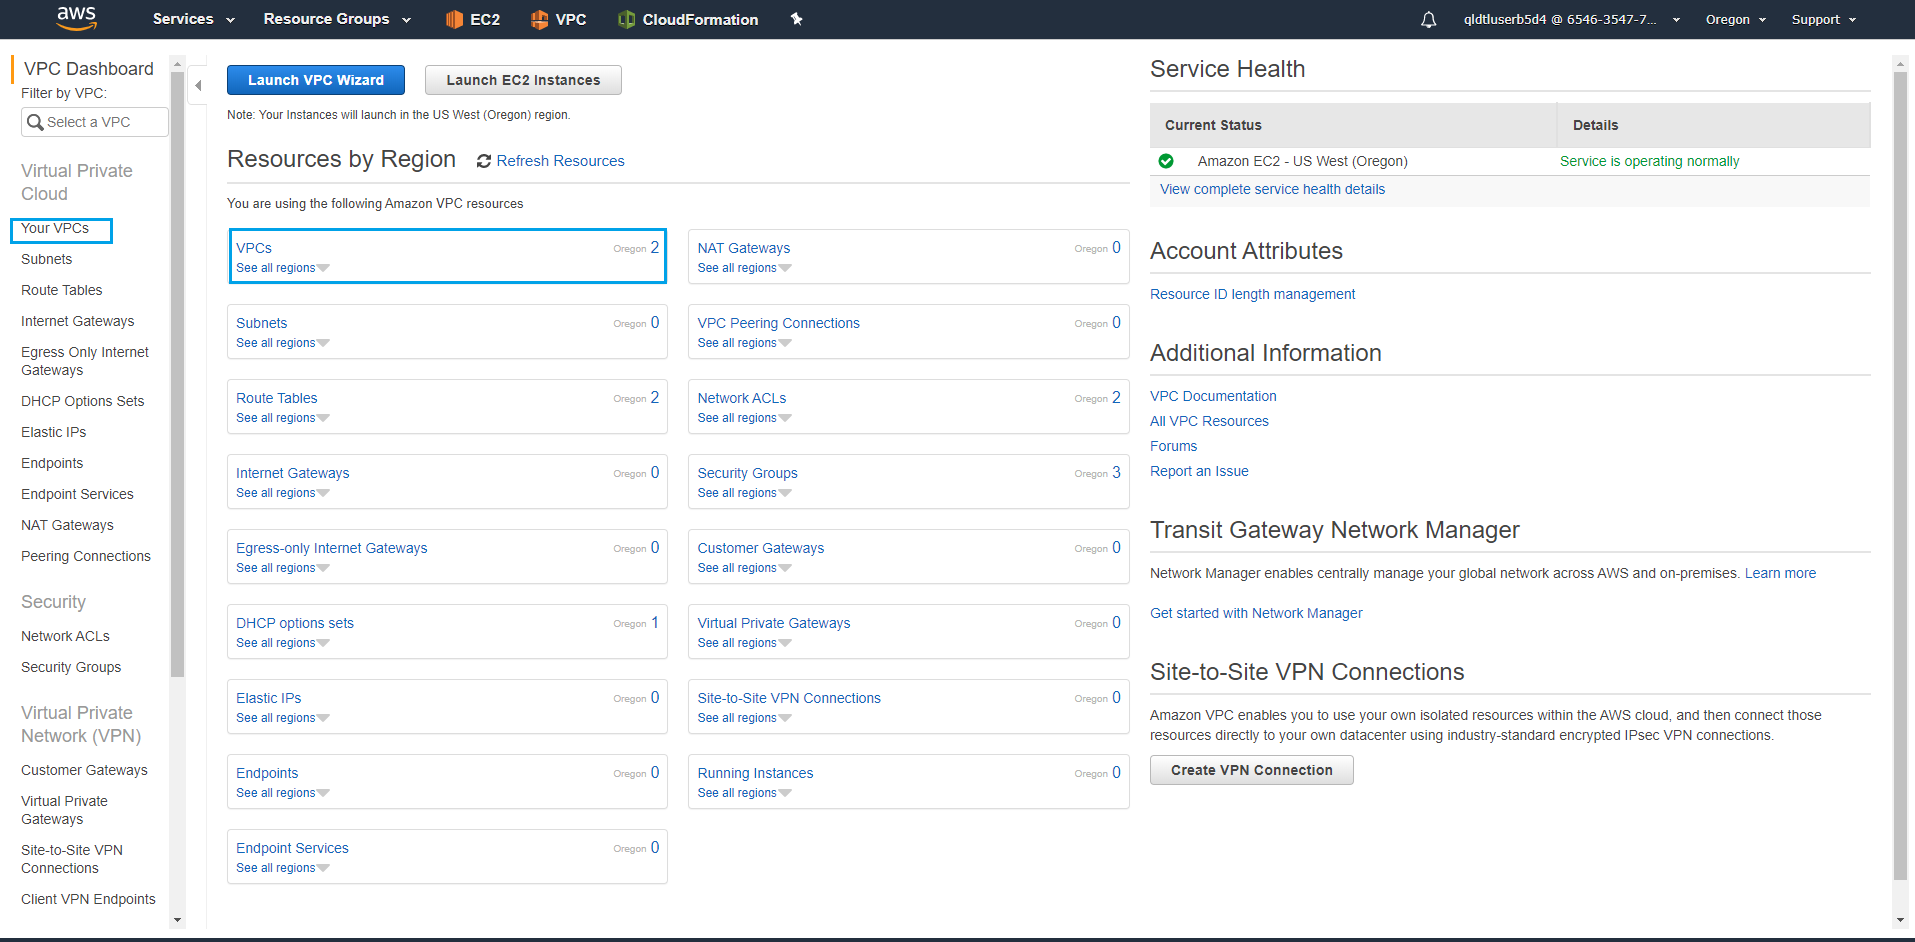 aws
Services
Resource Groups
EC2
VPC
CloudFormation
qldtluserb5d4 @ 6546-3547-7...
Oregon
Support
VPC Dashboard
Filter by VPC:
Select a VPC
Virtual Private
Cloud
Your VPCs
Subnets
Route Tables
Internet Gateways
Egress Only Internet
Gateways
DHCP Options Sets
Elastic IPs
Endpoints
Endpoint Services
NAT Gateways
Peering Connections
Security
Network ACLs
Security Groups
Virtual Private
Network (VPN)
Customer Gateways
Virtual Private
Gateways
Site-to-Site VPN
Connections
Client VPN Endpoints
Launch VPC Wizard
Launch EC2 Instances
Note: Your Instances will launch in the US West (Oregon) region.
Resources by Region
Refresh Resources
You are using the following Amazon VPC resources
VPCs Oregon 2
See all regions
NAT Gateways Oregon 0
See all regions
Subnets Oregon 0
See all regions
VPC Peering Connections Oregon 0
See all regions
Route Tables Oregon 2
See all regions
Network ACLs Oregon 2
See all regions
Internet Gateways Oregon 0
See all regions
Security Groups Oregon 3
See all regions
Egress-only Internet Gateways Oregon 0
See all regions
Customer Gateways Oregon 0
See all regions
DHCP options sets Oregon 1
See all regions
Virtual Private Gateways Oregon 0
See all regions
Elastic IPs Oregon 0
See all regions
Site-to-Site VPN Connections Oregon 0
See all regions
Endpoints Oregon 0
See all regions
Running Instances Oregon 0
See all regions
Endpoint Services Oregon 0
See all regions
Service Health
Current Status Details
Amazon EC2 - US West (Oregon) Service is operating normally
View complete service health details
Account Attributes
Resource ID length management
Additional Information
VPC Documentation
All VPC Resources
Forums
Report an Issue
Transit Gateway Network Manager
Network Manager enables centrally manage your global network across AWS and on-premises. Learn more
Get started with Network Manager
Site-to-Site VPN Connections
Amazon VPC enables you to use your own isolated resources within the AWS cloud, and then connect those
resources directly to your own datacenter using industry-standard encrypted IPsec VPN connections.
Create VPN Connection